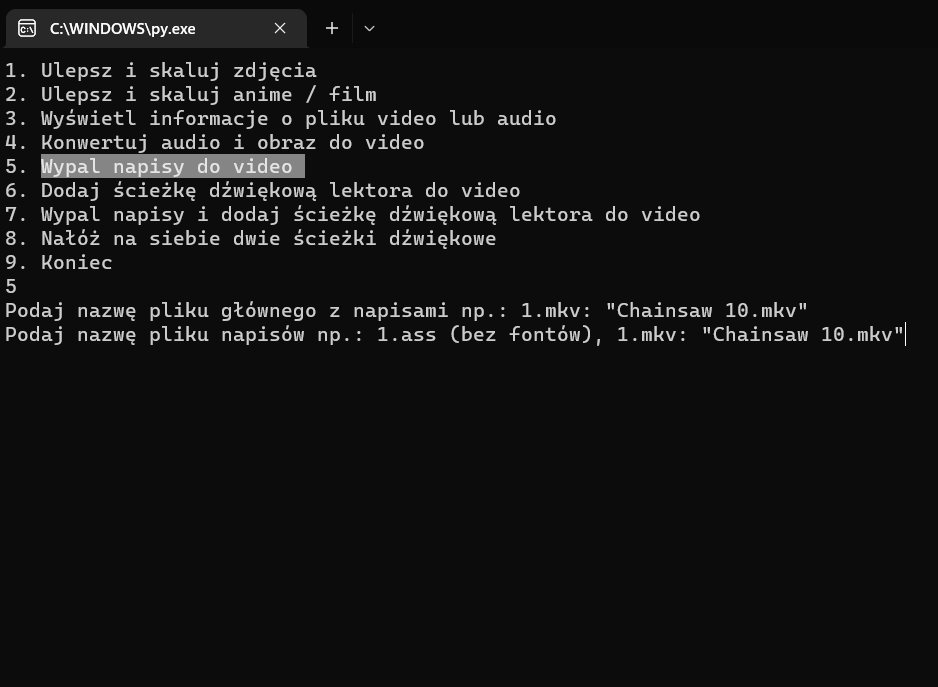 C:\WINDOWS\py.exe
1. Ulepsz i skaluj zdjęcia
2. Ulepsz i skaluj anime / film
3. Wyświetl informacje o pliku video lub audio
4. Konwertuj audio i obraz do video
5. Wypal napisy do video
6. Dodaj ścieżkę dźwiękową lektora do video
7. Wypal napisy i dodaj ścieżkę dźwiękową lektora do video
8. Nałóż na siebie dwie ścieżki dźwiękowe
9. Koniec
5
Podaj nazwę pliku głównego z napisami np.: 1.mkv: "Chainsaw 10.mkv"
Podaj nazwę pliku napisów np.: 1.ass (bez fontów), 1.mkv: "Chainsaw 10.mkv"